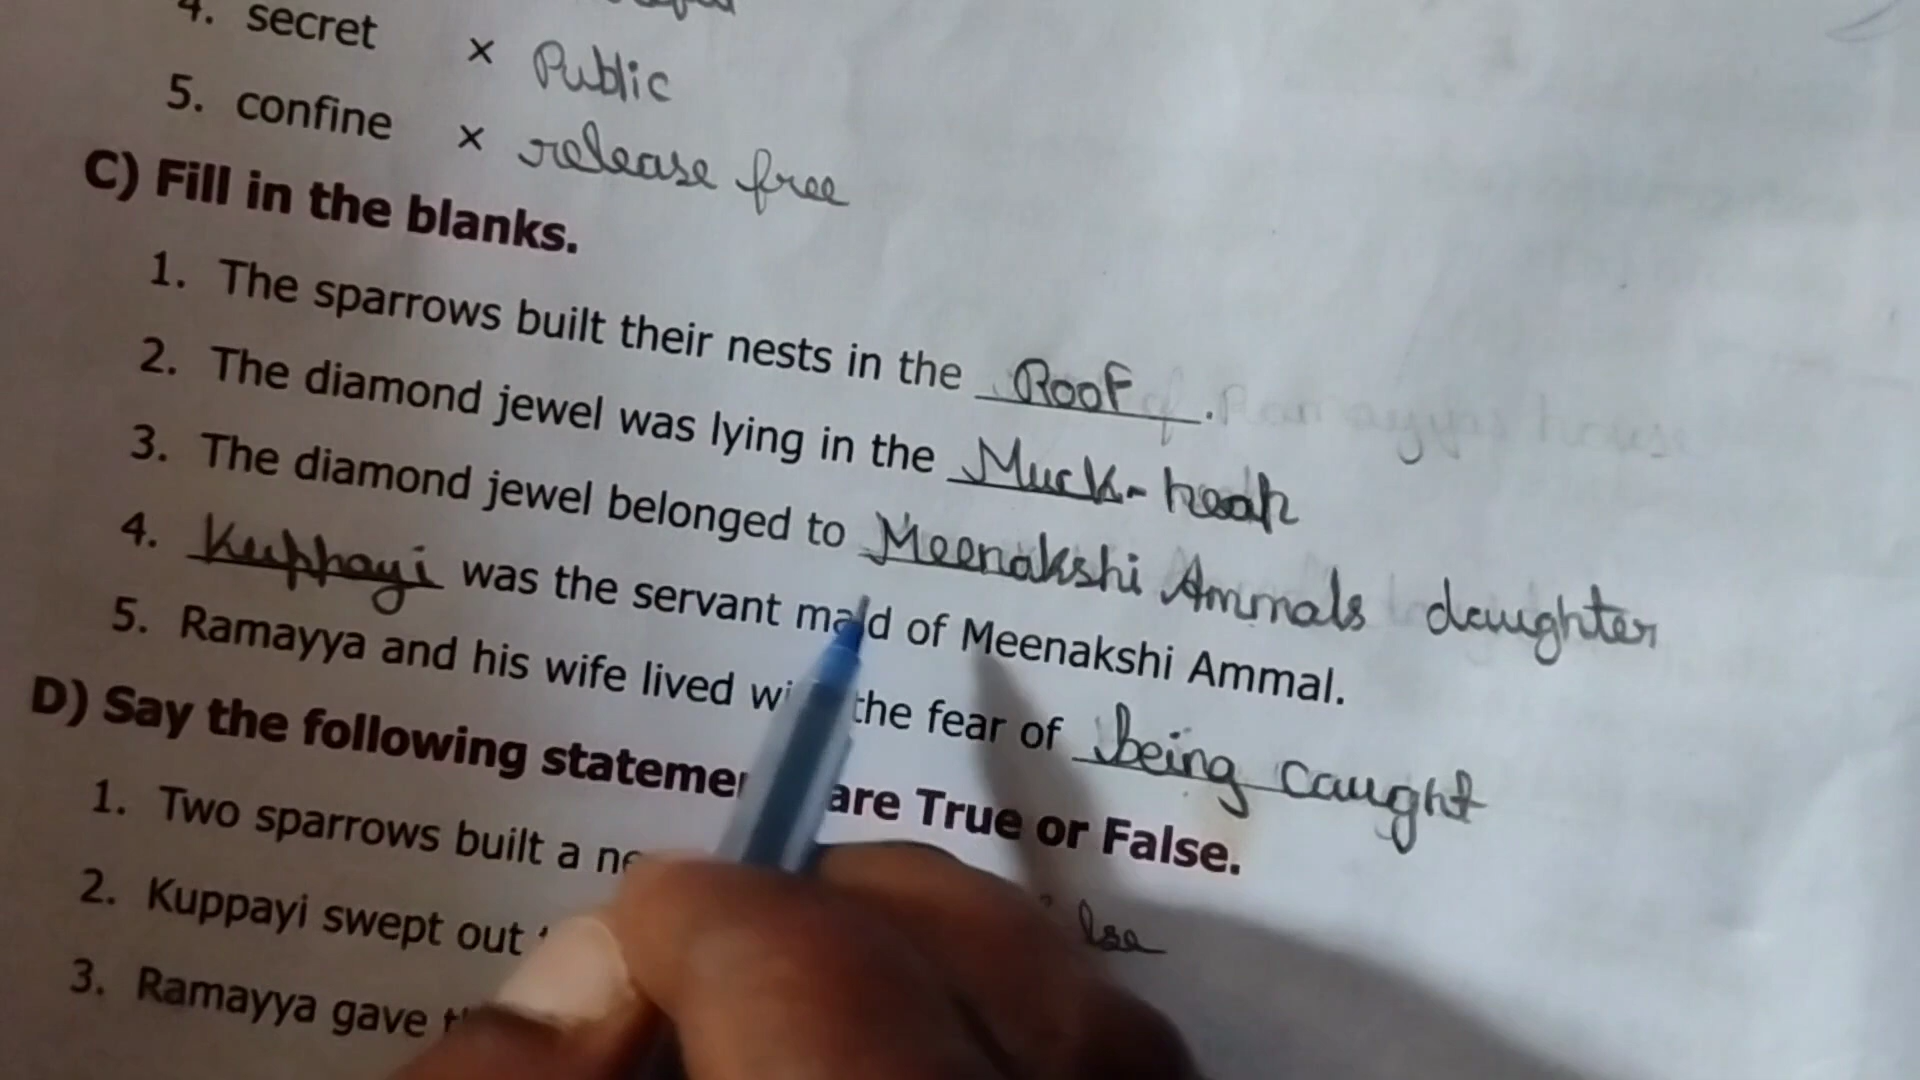 4. secret × Public
5. confine × release free
C) Fill in the blanks.
1. The sparrows built their nests in the Roof.
2. The diamond jewel was lying in the Muck-heap
3. The diamond jewel belonged to Meenakshi Ammals daughter
4. Kuppayi was the servant maid of Meenakshi Ammal.
5. Ramayya and his wife lived the fear of being caught
D) Say the following are True or False.
1. Two sparrows built a
2. Kuppayi swept out
3. Ramayya gave